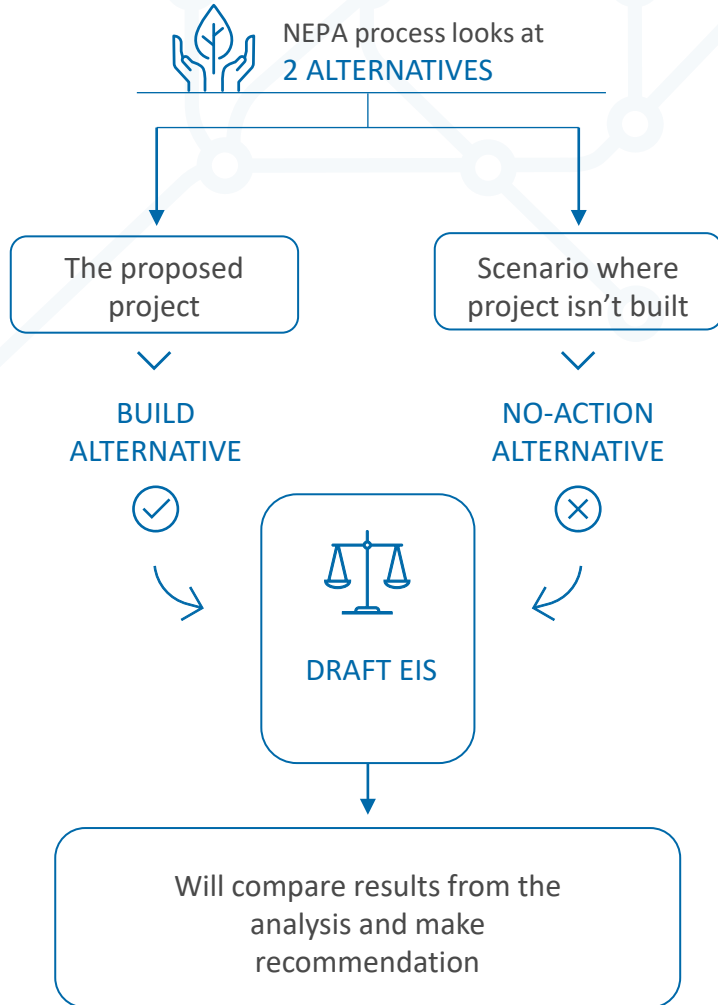 NEPA process looks at
2 ALTERNATIVES
The proposed
project
Scenario where
project isn’t built
BUILD
ALTERNATIVE
NO-ACTION
ALTERNATIVE
DRAFT EIS
Will compare results from the
analysis and make
recommendation